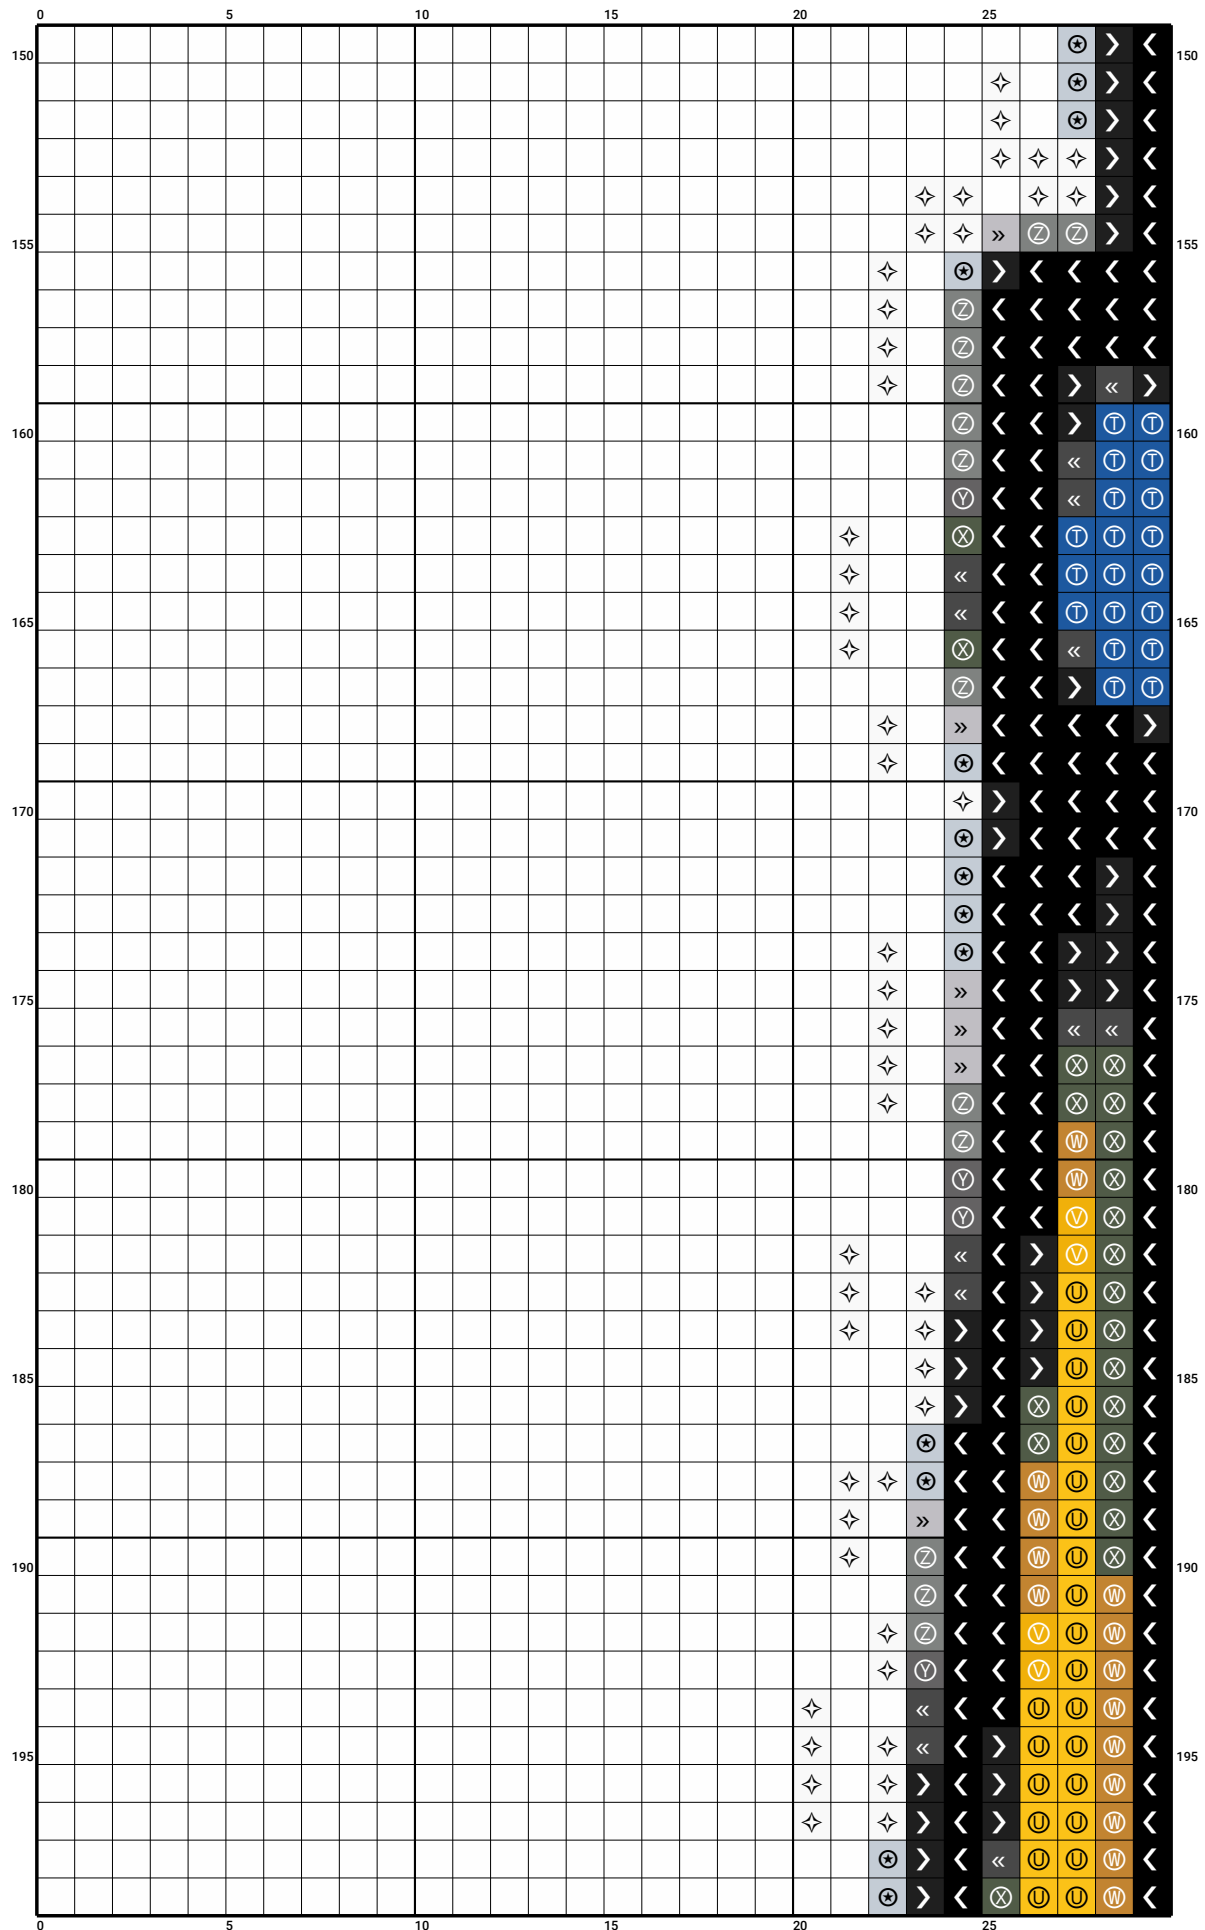 0 5 10 15 20 25
150 ⍟ ❯ ❮ 150
✧ ⍟ ❯ ❮
✧ ⍟ ❯ ❮
✧ ✧ ✧ ❯ ❮
✧ ✧ ✧ ✧ ❯ ❮
155 ✧ ✧ » Ⓩ Ⓩ ❯ ❮ 155
✧ ⍟ ❯ ❮ ❮ ❮ ❮
✧ Ⓩ ❮ ❮ ❮ ❮ ❮
✧ Ⓩ ❮ ❮ ❮ ❮ ❮
✧ Ⓩ ❮ ❮ ❯ « ❯
160 Ⓩ ❮ ❮ ❯ Ⓣ Ⓣ 160
Ⓩ ❮ ❮ « Ⓣ Ⓣ
Ⓨ ❮ ❮ « Ⓣ Ⓣ
✧ Ⓧ ❮ ❮ Ⓣ Ⓣ Ⓣ
✧ « ❮ ❮ Ⓣ Ⓣ Ⓣ
165 ✧ « ❮ ❮ Ⓣ Ⓣ Ⓣ 165
✧ Ⓧ ❮ ❮ « Ⓣ Ⓣ
Ⓩ ❮ ❮ ❯ Ⓣ Ⓣ
✧ » ❮ ❮ ❮ ❮ ❯
✧ ⍟ ❮ ❮ ❮ ❮ ❮
170 ✧ ❯ ❮ ❮ ❮ ❮ 170
⍟ ❯ ❮ ❮ ❮ ❮
⍟ ❮ ❮ ❮ ❯ ❮
⍟ ❮ ❮ ❮ ❯ ❮
✧ ⍟ ❮ ❮ ❯ ❯ ❮
175 ✧ » ❮ ❮ ❯ ❯ ❮ 175
✧ » ❮ ❮ « « ❮
✧ » ❮ ❮ Ⓧ Ⓧ ❮
✧ Ⓩ ❮ ❮ Ⓧ Ⓧ ❮
Ⓩ ❮ ❮ Ⓦ Ⓧ ❮
180 Ⓨ ❮ ❮ Ⓦ Ⓧ ❮ 180
Ⓨ ❮ ❮ Ⓥ Ⓧ ❮
✧ « ❮ ❯ Ⓥ Ⓧ ❮
✧ ✧ « ❮ ❯ Ⓤ Ⓧ ❮
✧ ✧ ❯ ❮ ❯ Ⓤ Ⓧ ❮
185 ✧ ❯ ❮ ❯ Ⓤ Ⓧ ❮ 185
✧ ❯ ❮ Ⓧ Ⓤ Ⓧ ❮
⍟ ❮ ❮ Ⓧ Ⓤ Ⓧ ❮
✧ ✧ ⍟ ❮ ❮ Ⓦ Ⓤ Ⓧ ❮
✧ » ❮ ❮ Ⓦ Ⓤ Ⓧ ❮
190 ✧ Ⓩ ❮ ❮ Ⓦ Ⓤ Ⓧ ❮ 190
Ⓩ ❮ ❮ Ⓦ Ⓤ Ⓦ ❮
✧ Ⓩ ❮ ❮ Ⓥ Ⓤ Ⓦ ❮
✧ Ⓨ ❮ ❮ Ⓥ Ⓤ Ⓦ ❮
✧ « ❮ ❮ Ⓤ Ⓤ Ⓦ ❮
195 ✧ ✧ « ❮ ❯ Ⓤ Ⓤ Ⓦ ❮ 195
✧ ✧ ❯ ❮ ❯ Ⓤ Ⓤ Ⓦ ❮
✧ ✧ ❯ ❮ ❯ Ⓤ Ⓤ Ⓦ ❮
⍟ ❯ ❮ « Ⓤ Ⓤ Ⓦ ❮
⍟ ❯ ❮ Ⓧ Ⓤ Ⓤ Ⓦ ❮
0 5 10 15 20 25